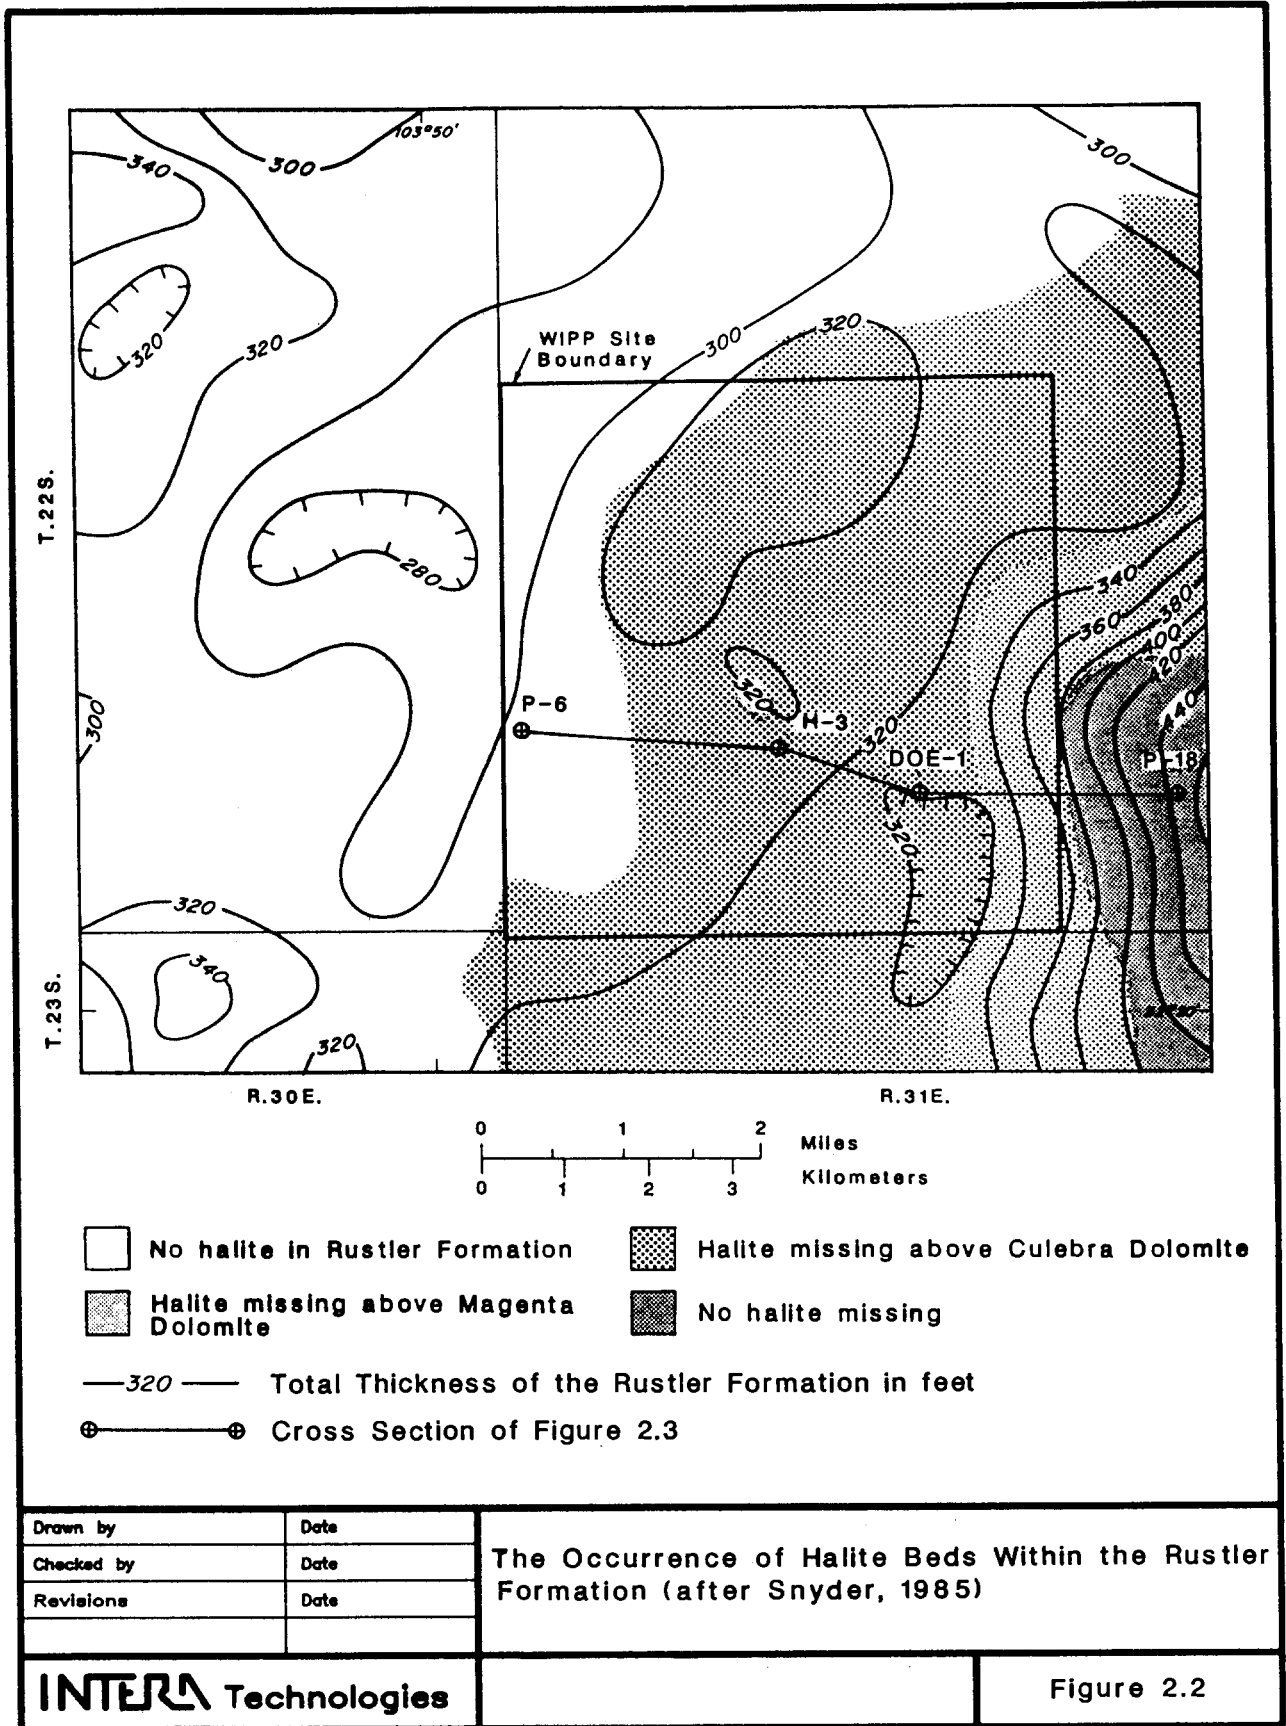 103°50'
300
340
300
320
320
320
300
WIPP Site
Boundary
T.22S.
280
340
360
380
400
420
440
300
P-6
320
H-3
320
DOE-1
P-18
320
320
340
320
T.23S.
R.30E.
R.31E.
0 1 2 Miles
0 1 2 3 Kilometers
No halite in Rustler Formation
Halite missing above Culebra Dolomite
Halite missing above Magenta
Dolomite
No halite missing
320 Total Thickness of the Rustler Formation in feet
Cross Section of Figure 2.3
Drawn by Date
Checked by Date
Revisions Date
The Occurrence of Halite Beds Within the Rustler
Formation (after Snyder, 1985)
INTERA Technologies
Figure 2.2